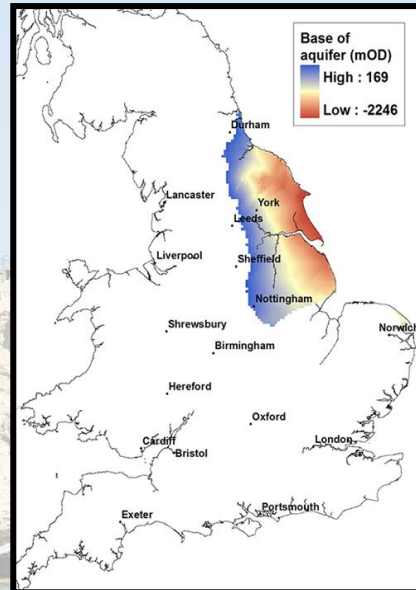 Base of
aquifer (mOD)
High : 169
Low : -2246
Durham
Lancaster
York
Leeds
Liverpool
Sheffield
Nottingham
Norwich
Shrewsbury
Birmingham
Hereford
Oxford
Cardiff
London
Bristol
Portsmouth
Exeter